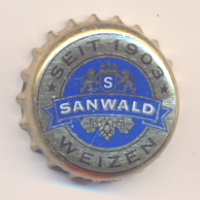 SEIT 1903
S
SANWALD
WEIZEN